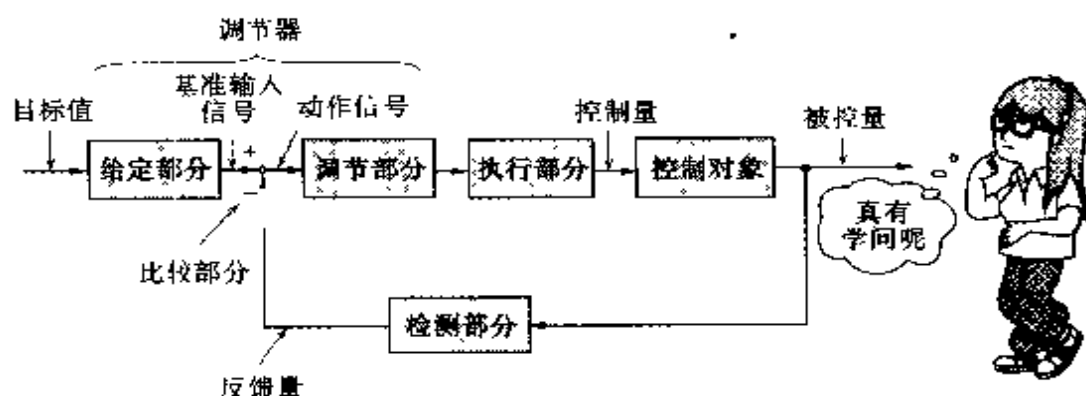 调节器
基准输入
信号
目标值
动作信号
控制量
被控量
+
给定部分
调节部分
执行部分
控制对象
−
真有
学问呢
比较部分
检测部分
反馈量